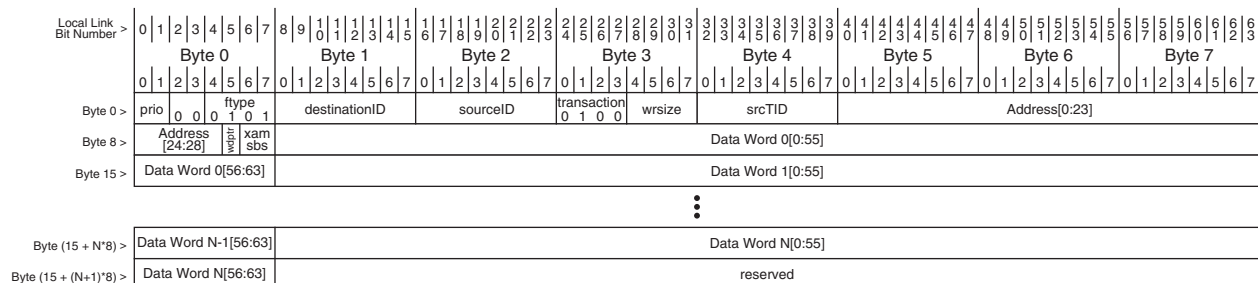 Local Link Bit Number > 0 1 2 3 4 5 6 7 8 9 10 11 12 13 14 15 16 17 18 19 20 21 22 23 24 25 26 27 28 29 30 31 32 33 34 35 36 37 38 39 40 41 42 43 44 45 46 47 48 49 50 51 52 53 54 55 56 57 58 59 60 61 62 63
Byte 0 Byte 1 Byte 2 Byte 3 Byte 4 Byte 5 Byte 6 Byte 7
0 1 2 3 4 5 6 7 0 1 2 3 4 5 6 7 0 1 2 3 4 5 6 7 0 1 2 3 4 5 6 7 0 1 2 3 4 5 6 7 0 1 2 3 4 5 6 7 0 1 2 3 4 5 6 7 0 1 2 3 4 5 6 7
Byte 0 > prio 0 0 ftype 0 1 0 1 destinationID sourceID transaction 0 1 0 0 wrsize srcTID Address[0:23]
Byte 8 > Address [24:28] wdptr xam sbs Data Word 0[0:55]
Byte 15 > Data Word 0[56:63] Data Word 1[0:55]
Byte (15 + N*8) > Data Word N-1[56:63] Data Word N[0:55]
Byte (15 + (N+1)*8) > Data Word N[56:63] reserved